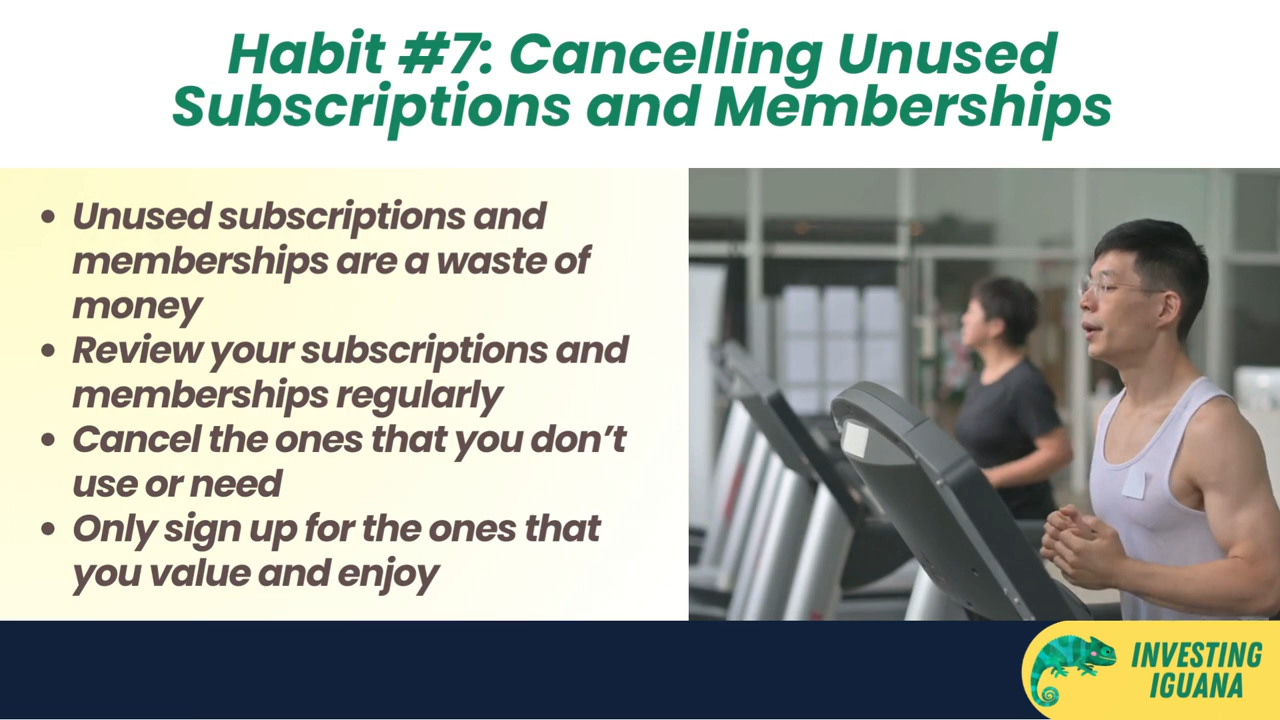 Habit #7: Cancelling Unused
Subscriptions and Memberships
• Unused subscriptions and
memberships are a waste of
money
• Review your subscriptions and
memberships regularly
• Cancel the ones that you don’t
use or need
• Only sign up for the ones that
you value and enjoy
INVESTING
IGUANA